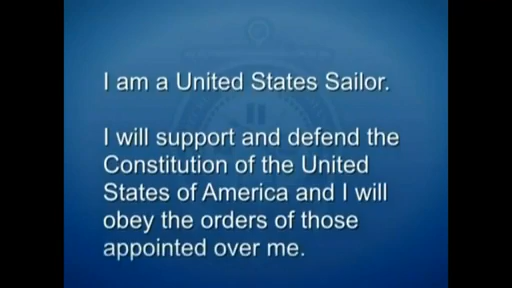 I am a United States Sailor.
I will support and defend the
Constitution of the United
States of America and I will
obey the orders of those
appointed over me.